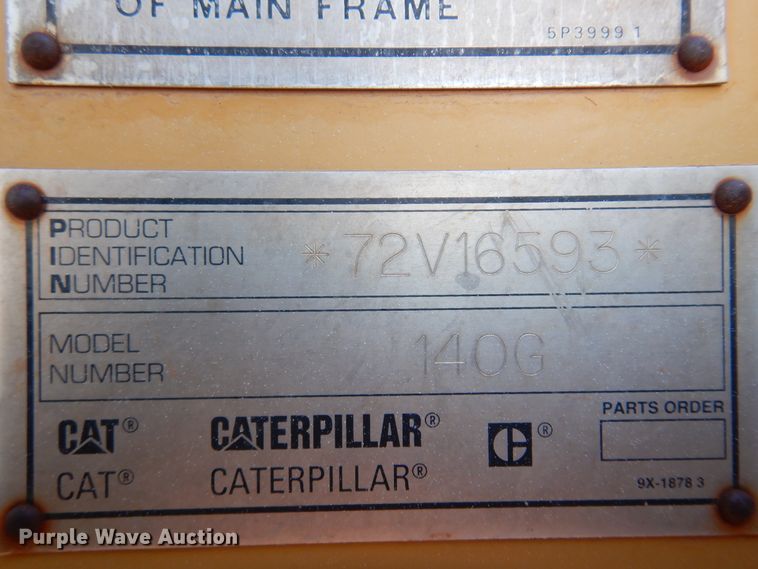 OF MAIN FRAME
5P3999 1
PRODUCT
IDENTIFICATION
NUMBER
*72V16593*
MODEL
NUMBER
140G
CAT® CATERPILLAR® C®
CAT® CATERPILLAR®
PARTS ORDER
9X-1878 3
Purple Wave Auction